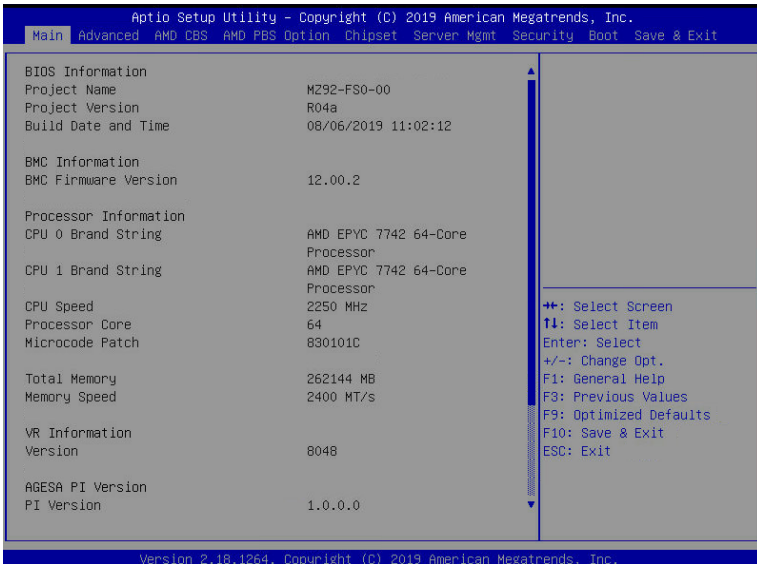 Aptio Setup Utility – Copyright (C) 2019 American Megatrends, Inc.
Main Advanced AMD CBS AMD PBS Option Chipset Server Mgmt Security Boot Save & Exit
BIOS Information
Project Name MZ92-FS0-00
Project Version R04a
Build Date and Time 08/06/2019 11:02:12
BMC Information
BMC Firmware Version 12.00.2
Processor Information
CPU 0 Brand String AMD EPYC 7742 64-Core
Processor
CPU 1 Brand String AMD EPYC 7742 64-Core
Processor
CPU Speed 2250 MHz
Processor Core 64
Microcode Patch 830101C
Total Memory 262144 MB
Memory Speed 2400 MT/s
VR Information
Version 8048
AGESA PI Version
PI Version 1.0.0.0
→←: Select Screen
↑↓: Select Item
Enter: Select
+/-: Change Opt.
F1: General Help
F3: Previous Values
F9: Optimized Defaults
F10: Save & Exit
ESC: Exit
Version 2.18.1264. Copyright (C) 2019 American Megatrends, Inc.